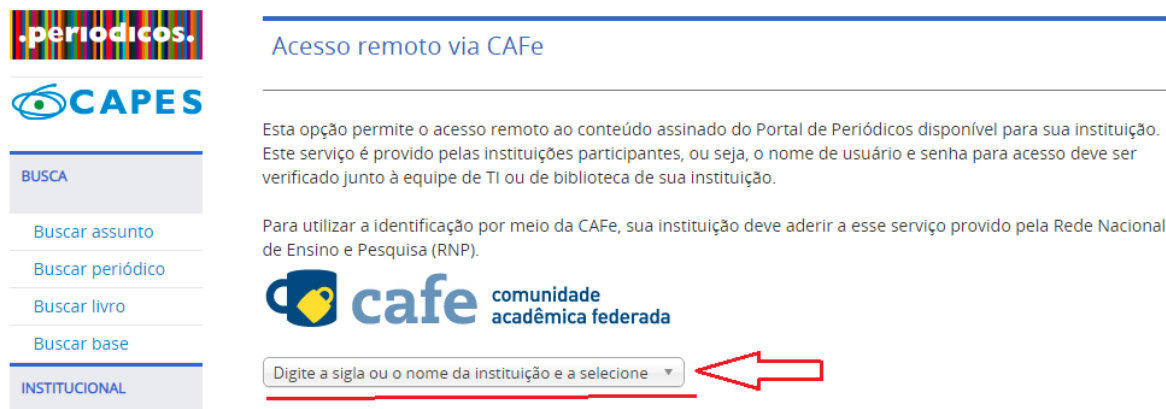 .periodicos.
CAPES
BUSCA
Buscar assunto
Buscar periódico
Buscar livro
Buscar base
INSTITUCIONAL
Acesso remoto via CAFe
Esta opção permite o acesso remoto ao conteúdo assinado do Portal de Periódicos disponível para sua instituição.
Este serviço é provido pelas instituições participantes, ou seja, o nome de usuário e senha para acesso deve ser
verificado junto à equipe de TI ou de biblioteca de sua instituição.
Para utilizar a identificação por meio da CAFe, sua instituição deve aderir a esse serviço provido pela Rede Nacional
de Ensino e Pesquisa (RNP).
cafe
comunidade
acadêmica federada
Digite a sigla ou o nome da instituição e a selecione